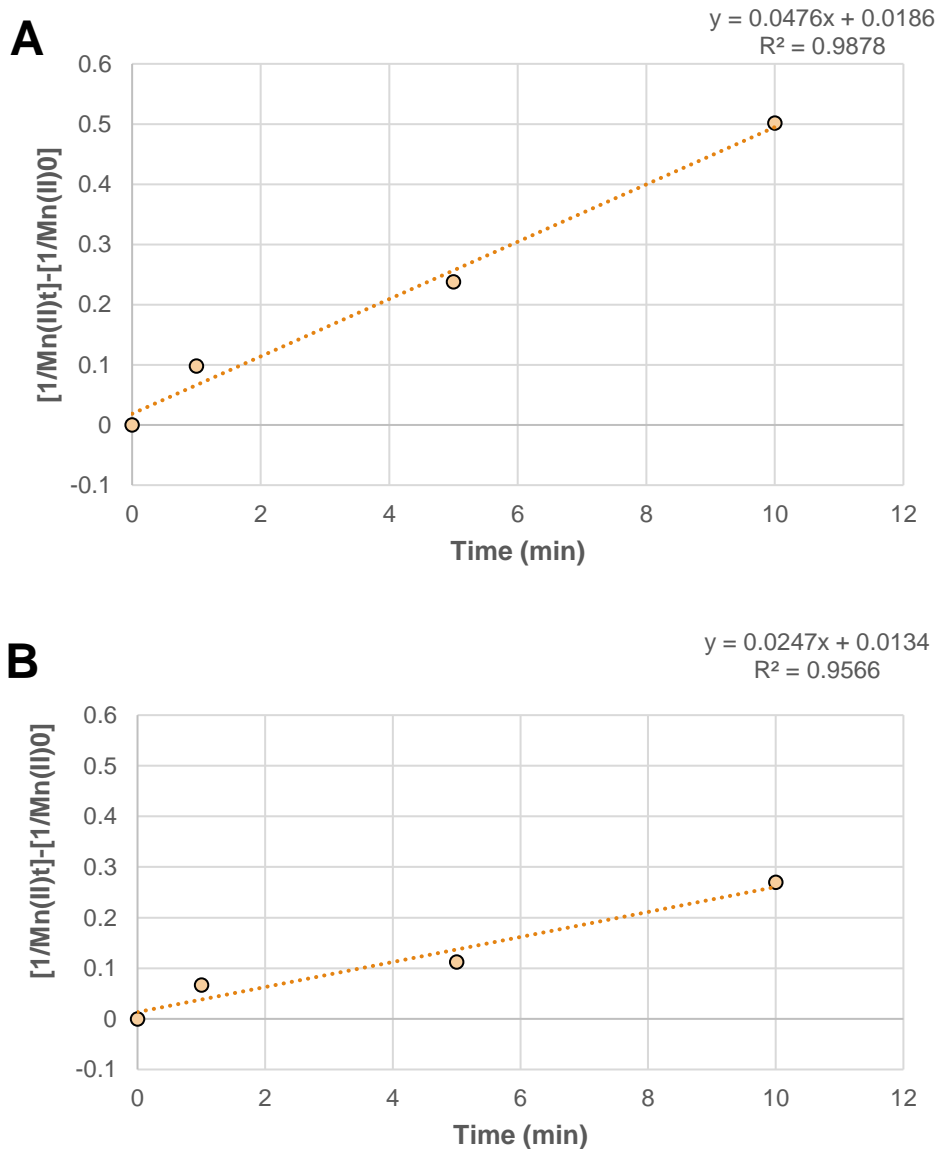 A
y = 0.0476x + 0.0186
R² = 0.9878
0.6
0.5
0.4
0.3
0.2
0.1
0
-0.1
[1/Mn(II)t]-[1/Mn(II)0]
0 2 4 6 8 10 12
Time (min)
B
y = 0.0247x + 0.0134
R² = 0.9566
0.6
0.5
0.4
0.3
0.2
0.1
0
-0.1
[1/Mn(II)t]-[1/Mn(II)0]
0 2 4 6 8 10 12
Time (min)